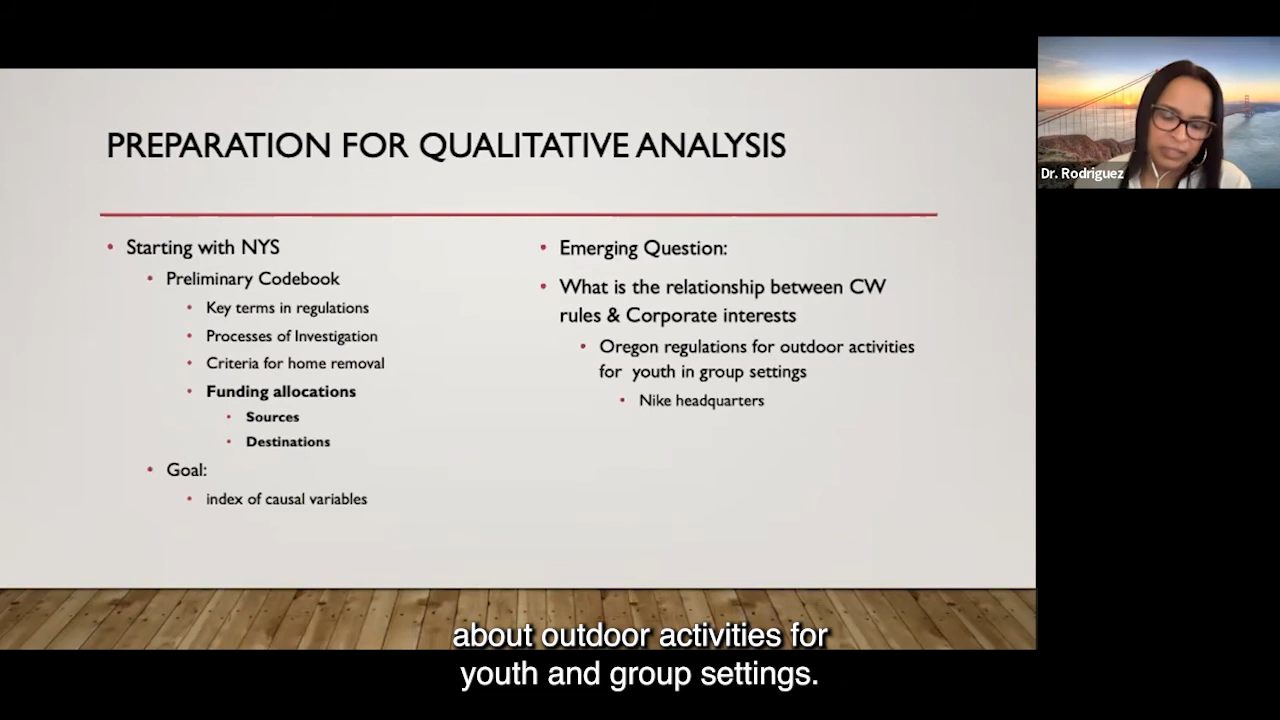 PREPARATION FOR QUALITATIVE ANALYSIS
• Starting with NYS
• Preliminary Codebook
• Key terms in regulations
• Processes of Investigation
• Criteria for home removal
• Funding allocations
• Sources
• Destinations
• Goal:
• index of causal variables
• Emerging Question:
• What is the relationship between CW
rules & Corporate interests
• Oregon regulations for outdoor activities
for youth in group settings
• Nike headquarters
Dr. Rodriguez
about outdoor activities for
youth and group settings.